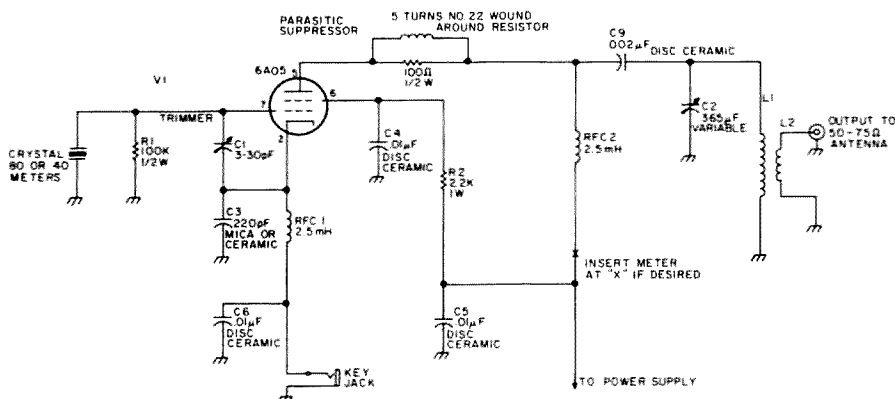 PARASITIC
SUPPRESSOR
5 TURNS NO. 22 WOUND
AROUND RESISTOR
100Ω
1/2W
C9
.002µF
DISC CERAMIC
V1
6AQ5
5
6
7
2
TRIMMER
CRYSTAL
80 OR 40
METERS
R1
100K
1/2W
C1
3-30pF
C4
.01µF
DISC
CERAMIC
R2
2.2K
1W
RFC 2
2.5mH
C2
365µF
VARIABLE
L1
L2
OUTPUT TO
50-75Ω
ANTENNA
C3
220pF
MICA OR
CERAMIC
RFC 1
2.5mH
X
INSERT METER
AT "X" IF DESIRED
C6
.01µF
DISC
CERAMIC
C5
.01µF
DISC
CERAMIC
KEY
JACK
TO POWER SUPPLY